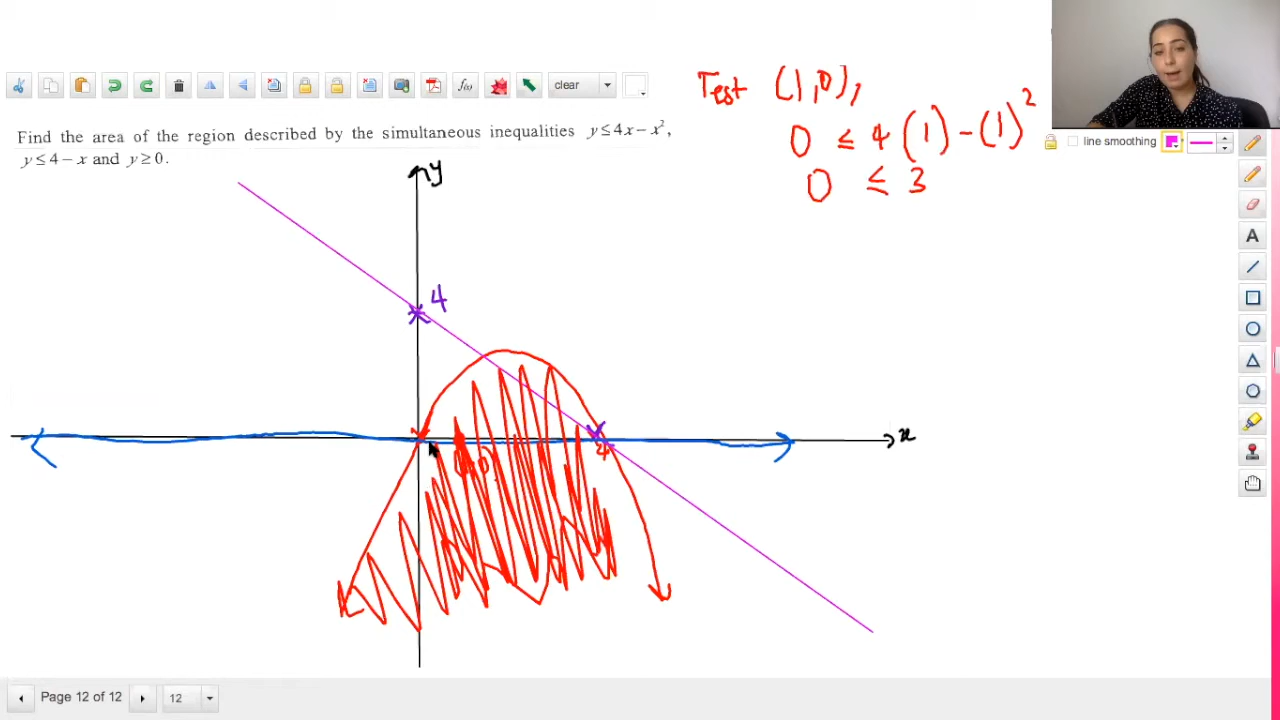 clear
Test (1,0),
Find the area of the region described by the simultaneous inequalities y≤4x−x²,
y≤4−x and y≥0.
0 ≤ 4(1)−(1)²
0 ≤ 3
line smoothing
f(x)
A
y
4
x
4
Page 12 of 12
12